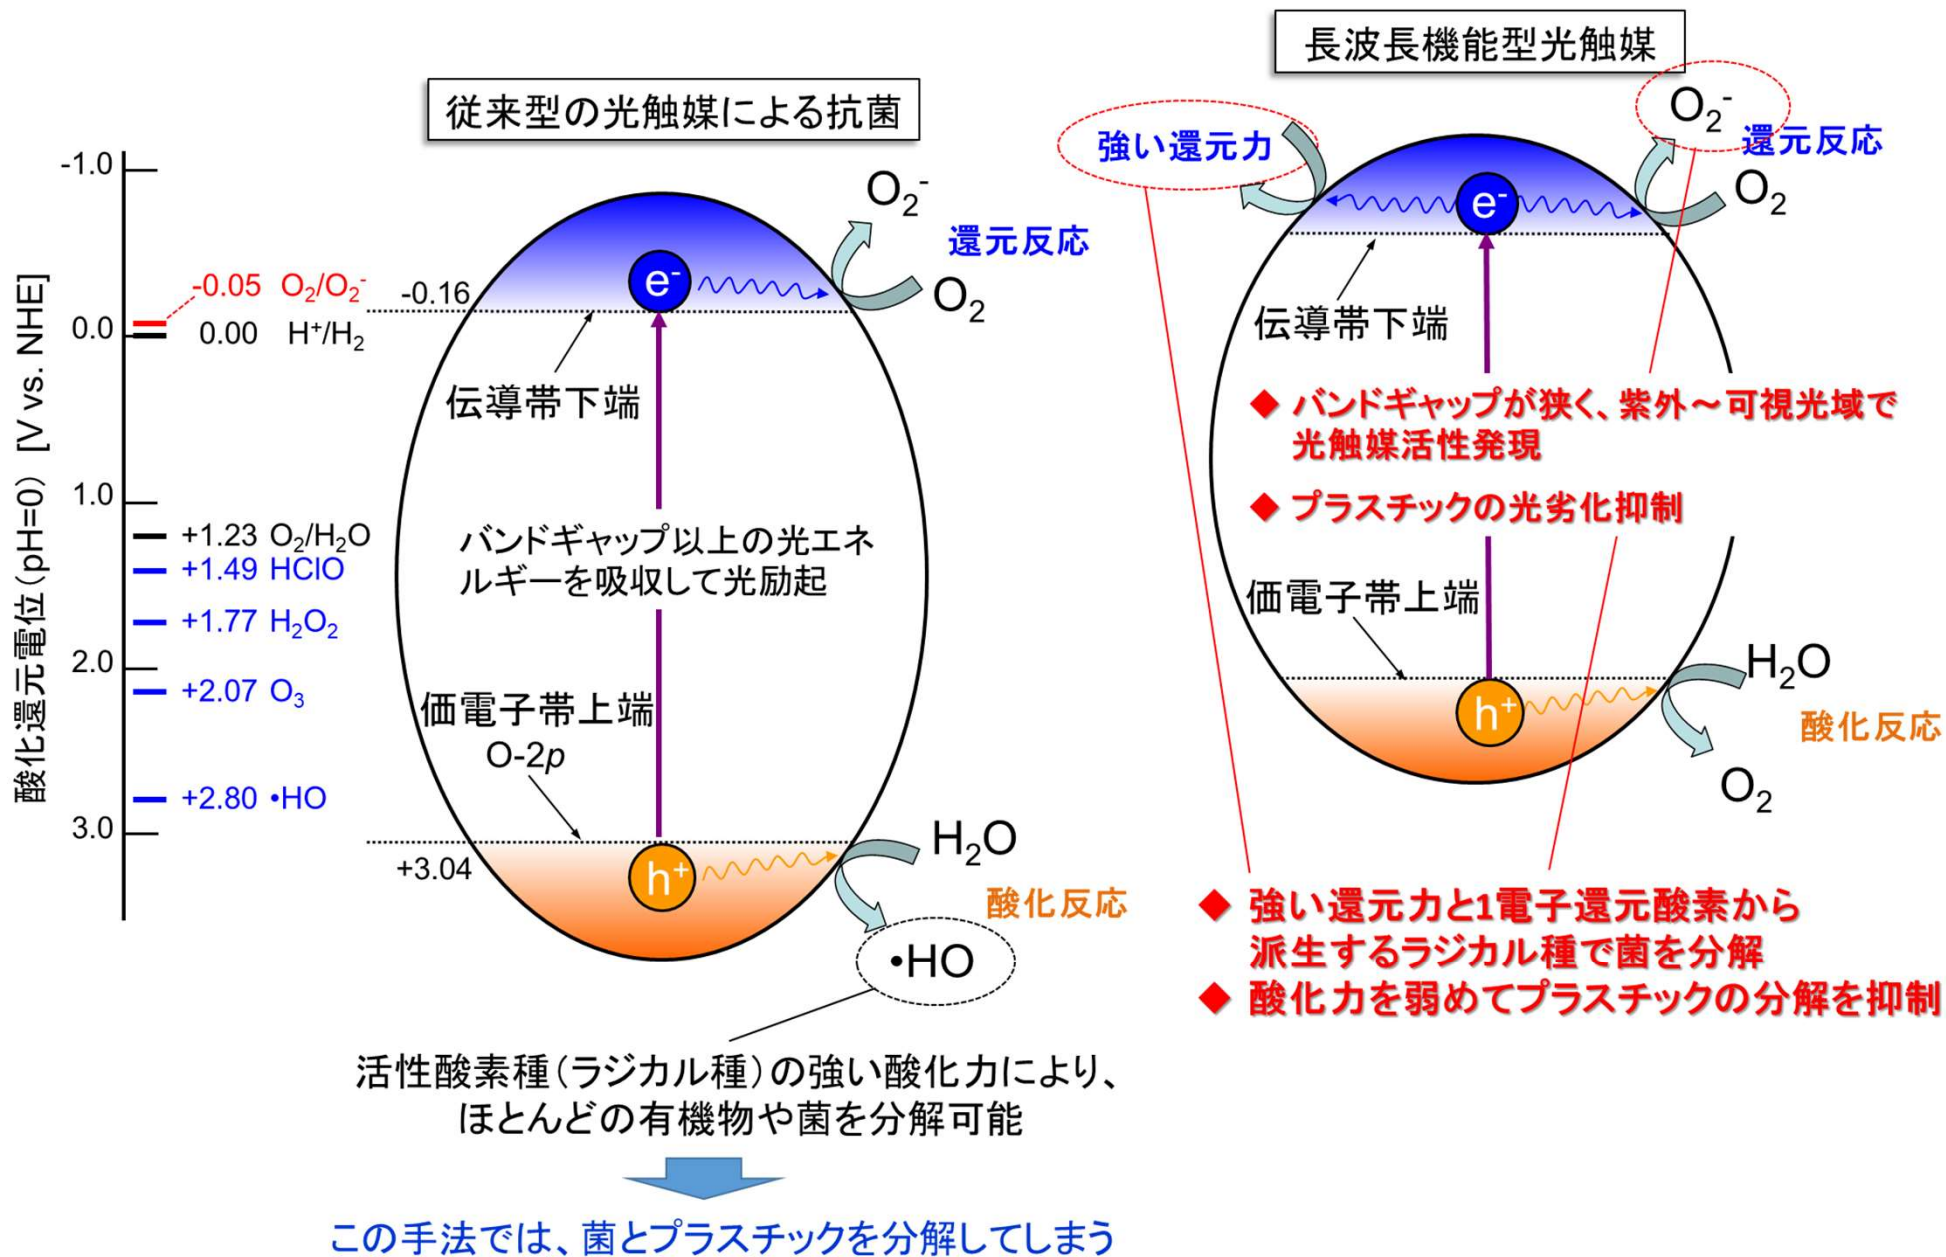 従来型の光触媒による抗菌
酸化還元電位(pH=0) [V vs. NHE]
-1.0
0.0
1.0
2.0
3.0
-0.05 O₂/O₂⁻
0.00 H⁺/H₂
+1.23 O₂/H₂O
+1.49 HClO
+1.77 H₂O₂
+2.07 O₃
+2.80 •HO
-0.16
e⁻
O₂⁻
還元反応
O₂
伝導帯下端
バンドギャップ以上の光エネ
ルギーを吸収して光励起
価電子帯上端
O-2p
+3.04
h⁺
H₂O
酸化反応
•HO
活性酸素種(ラジカル種)の強い酸化力により、
ほとんどの有機物や菌を分解可能
この手法では、菌とプラスチックを分解してしまう
長波長機能型光触媒
強い還元力
O₂⁻
還元反応
e⁻
O₂
伝導帯下端
◆ バンドギャップが狭く、紫外~可視光域で
光触媒活性発現
◆ プラスチックの光劣化抑制
価電子帯上端
h⁺
H₂O
酸化反応
O₂
◆ 強い還元力と1電子還元酸素から
派生するラジカル種で菌を分解
◆ 酸化力を弱めてプラスチックの分解を抑制